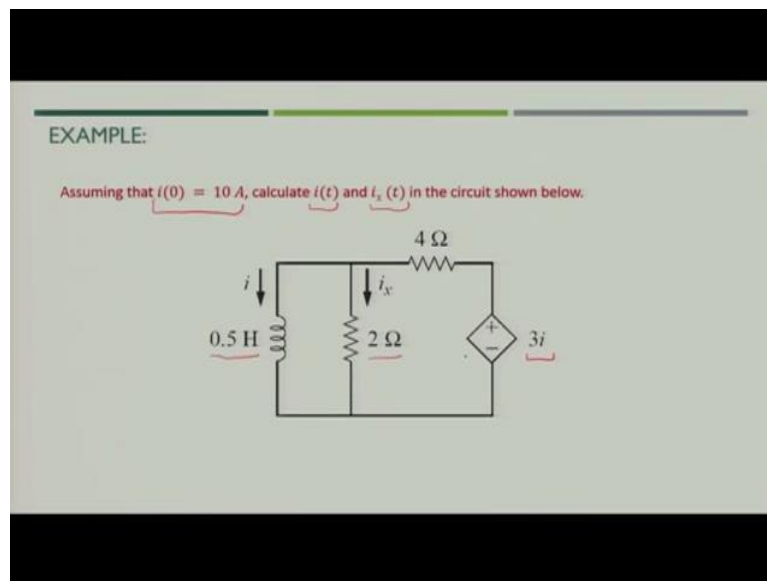 EXAMPLE:
Assuming that i(0) = 10 A, calculate i(t) and iₓ (t) in the circuit shown below.
4 Ω
i
iₓ
0.5 H
2 Ω
+
−
3i